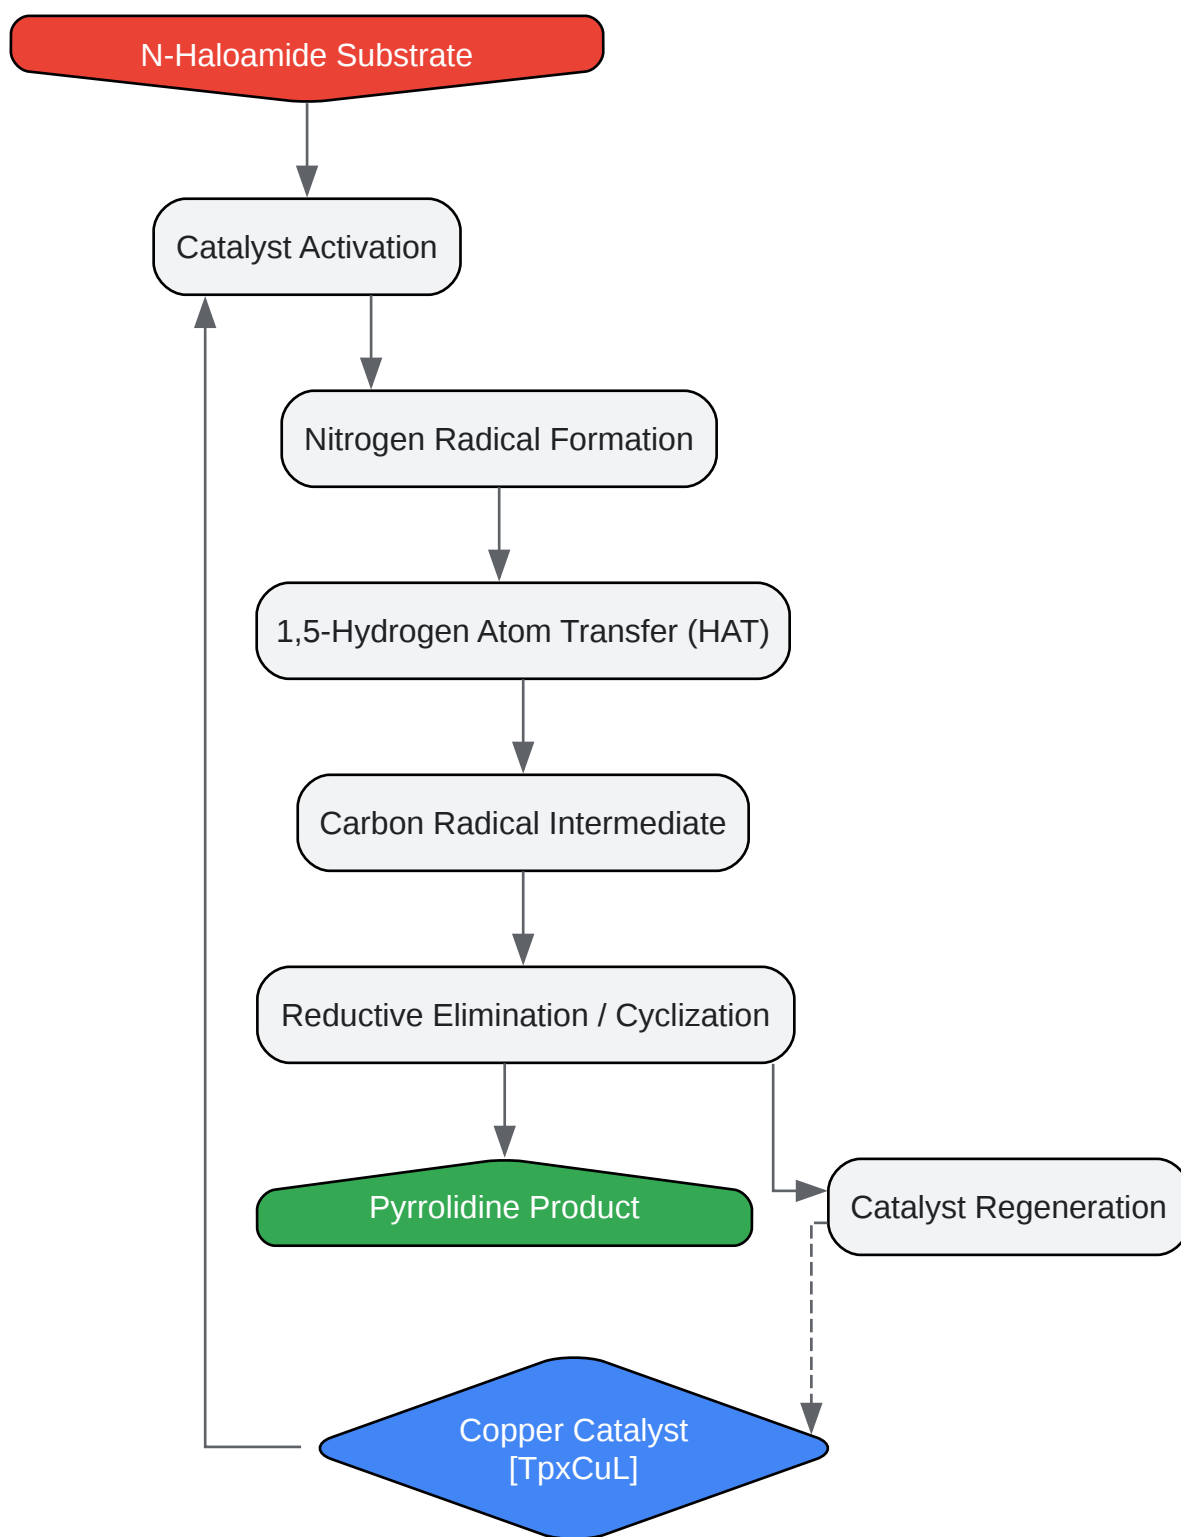 N-Haloamide Substrate
Catalyst Activation
Nitrogen Radical Formation
1,5-Hydrogen Atom Transfer (HAT)
Carbon Radical Intermediate
Reductive Elimination / Cyclization
Pyrrolidine Product
Catalyst Regeneration
Copper Catalyst
[TpxCuL]